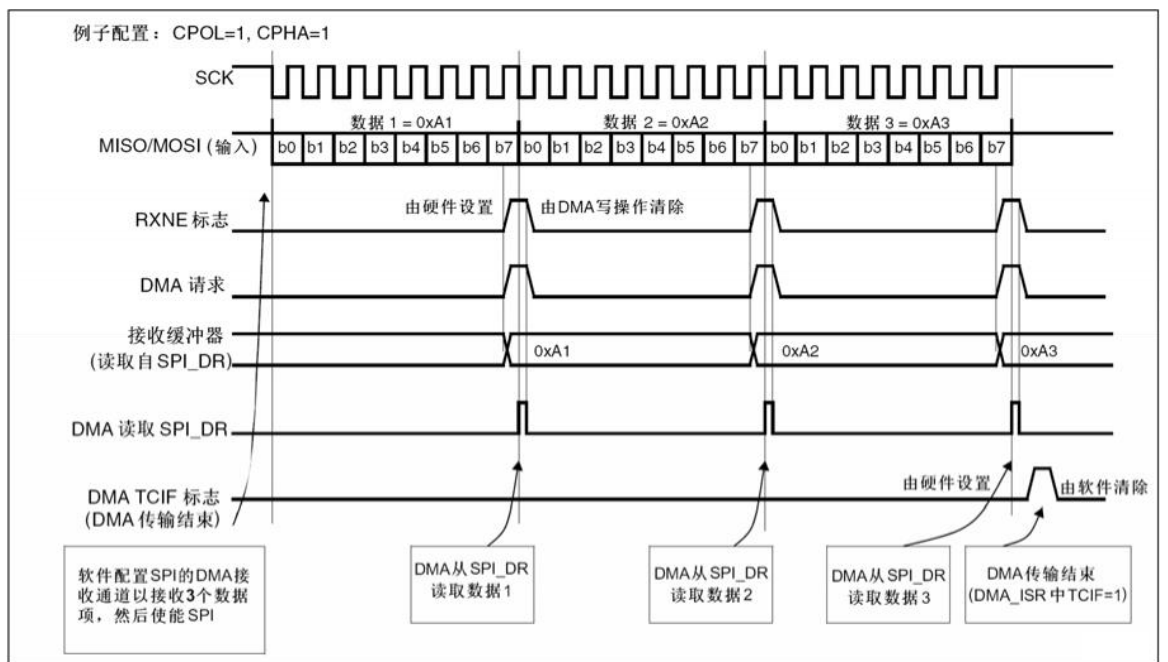 例子配置：CPOL=1, CPHA=1
SCK
数据 1 = 0xA1
数据 2 = 0xA2
数据 3 = 0xA3
MISO/MOSI (输入)
b0 b1 b2 b3 b4 b5 b6 b7 b0 b1 b2 b3 b4 b5 b6 b7 b0 b1 b2 b3 b4 b5 b6 b7
由硬件设置
由DMA写操作清除
RXNE 标志
DMA 请求
接收缓冲器
(读取自SPI_DR)
0xA1
0xA2
0xA3
DMA 读取 SPI_DR
DMA TCIF 标志
(DMA 传输结束)
由硬件设置
由软件清除
软件配置SPI的DMA接
收通道以接收3个数据
项，然后使能SPI
DMA从SPI_DR
读取数据1
DMA从SPI_DR
读取数据2
DMA从SPI_DR
读取数据3
DMA传输结束
(DMA_ISR中TCIF=1)